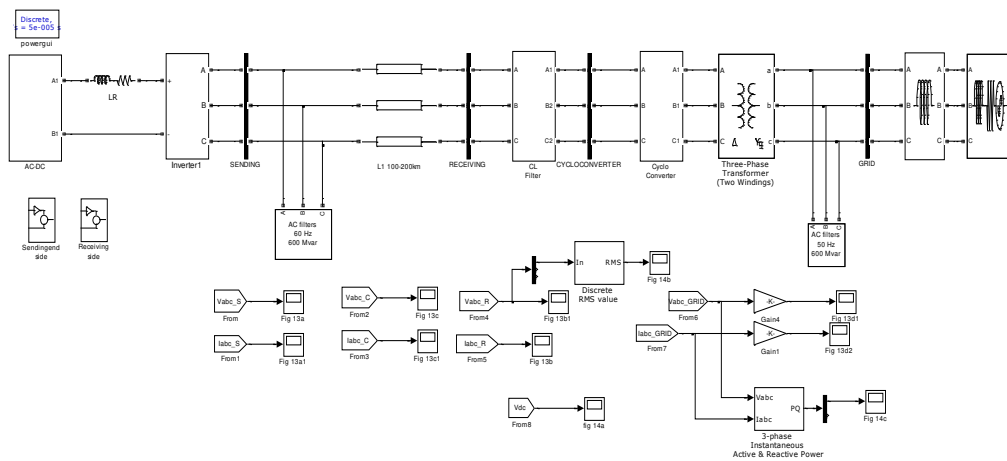 Discrete,
s = 5e-005 s
powergui
A1
B1
AC-DC
LR
+
-
A
B
C
Inverter1
SENDING
L1 100-200km
RECEIVING
A
B
C
A1
B2
C2
CL
Filter
CYCLOCONVERTER
A
B
C
A1
B1
C1
Cyclo
Converter
A
B
C
a
b
c
Δ
Yg
Three-Phase
Transformer
(Two Windings)
GRID
A
B
C
A
B
C
A
B
C
A
B
C
AC filters
60 Hz
600 Mvar
A
B
C
AC filters
50 Hz
600 Mvar
Sendingend
side
Receiving
side
In
RMS
Discrete
RMS value
Fig 14b
Vabc_S
From
Fig 13a
Vabc_C
From2
Fig 13c
Vabc_R
From4
Fig 13b1
Vabc_GRID
From6
-K-
Gain4
Fig 13d1
Iabc_S
From1
Fig 13a1
Iabc_C
From3
Fig 13c1
Iabc_R
From5
Fig 13b
Iabc_GRID
From7
-K-
Gain1
Fig 13d2
Vdc
From8
fig 14a
Vabc
Iabc
PQ
3-phase
Instantaneous
Active & Reactive Power
Fig 14c